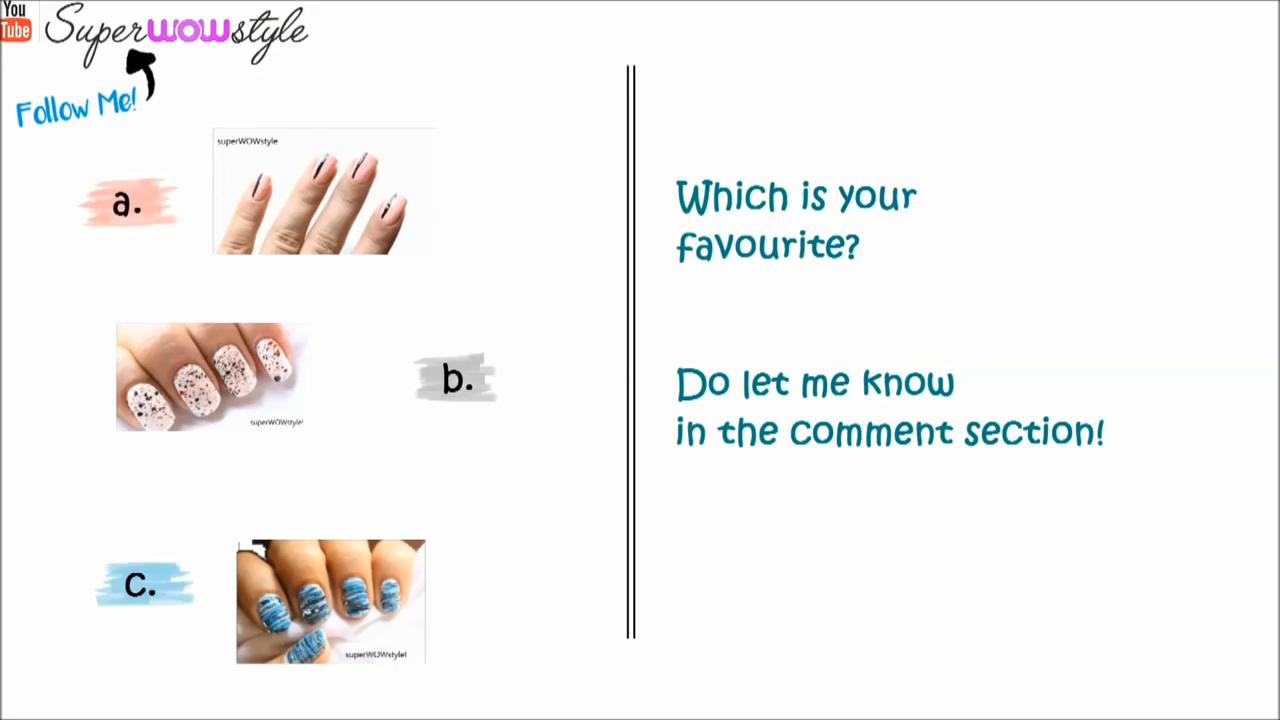 You
Tube
SuperWOWstyle
Follow Me!
superWOWstyle
a.
Which is your
favourite?
b.
superWOWstyle!
Do let me know
in the comment section!
c.
superWOWstyle!